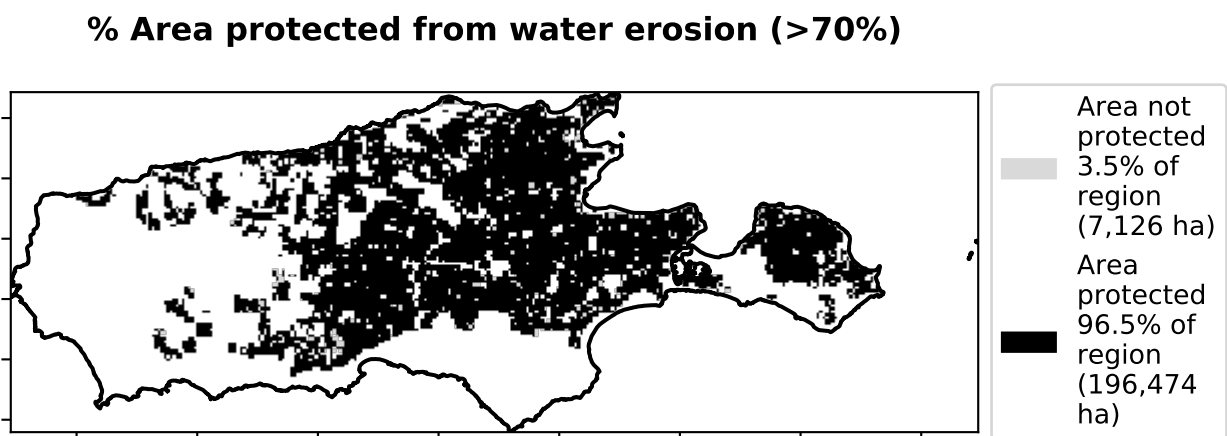 % Area protected from water erosion (>70%)
Area not
protected
3.5% of
region
(7,126 ha)
Area
protected
96.5% of
region
(196,474
ha)